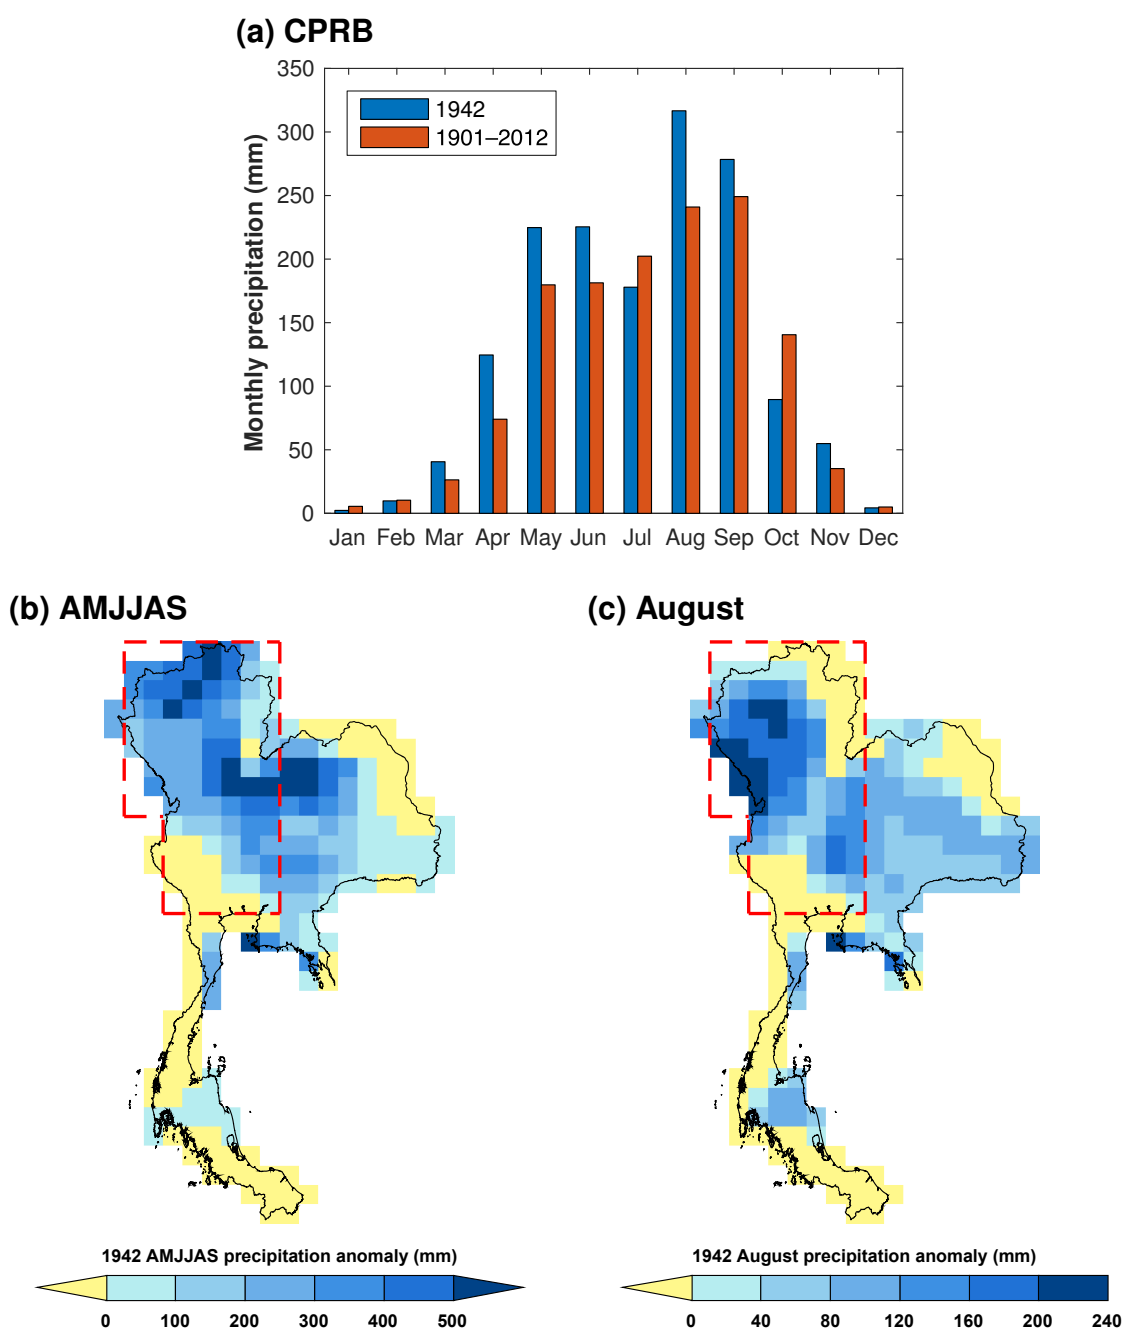 (a) CPRB
350
300
250
200
150
100
50
0
Monthly precipitation (mm)
1942
1901–2012
Jan Feb Mar Apr May Jun Jul Aug Sep Oct Nov Dec
(b) AMJJAS
(c) August
1942 AMJJAS precipitation anomaly (mm)
0 100 200 300 400 500
1942 August precipitation anomaly (mm)
0 40 80 120 160 200 240